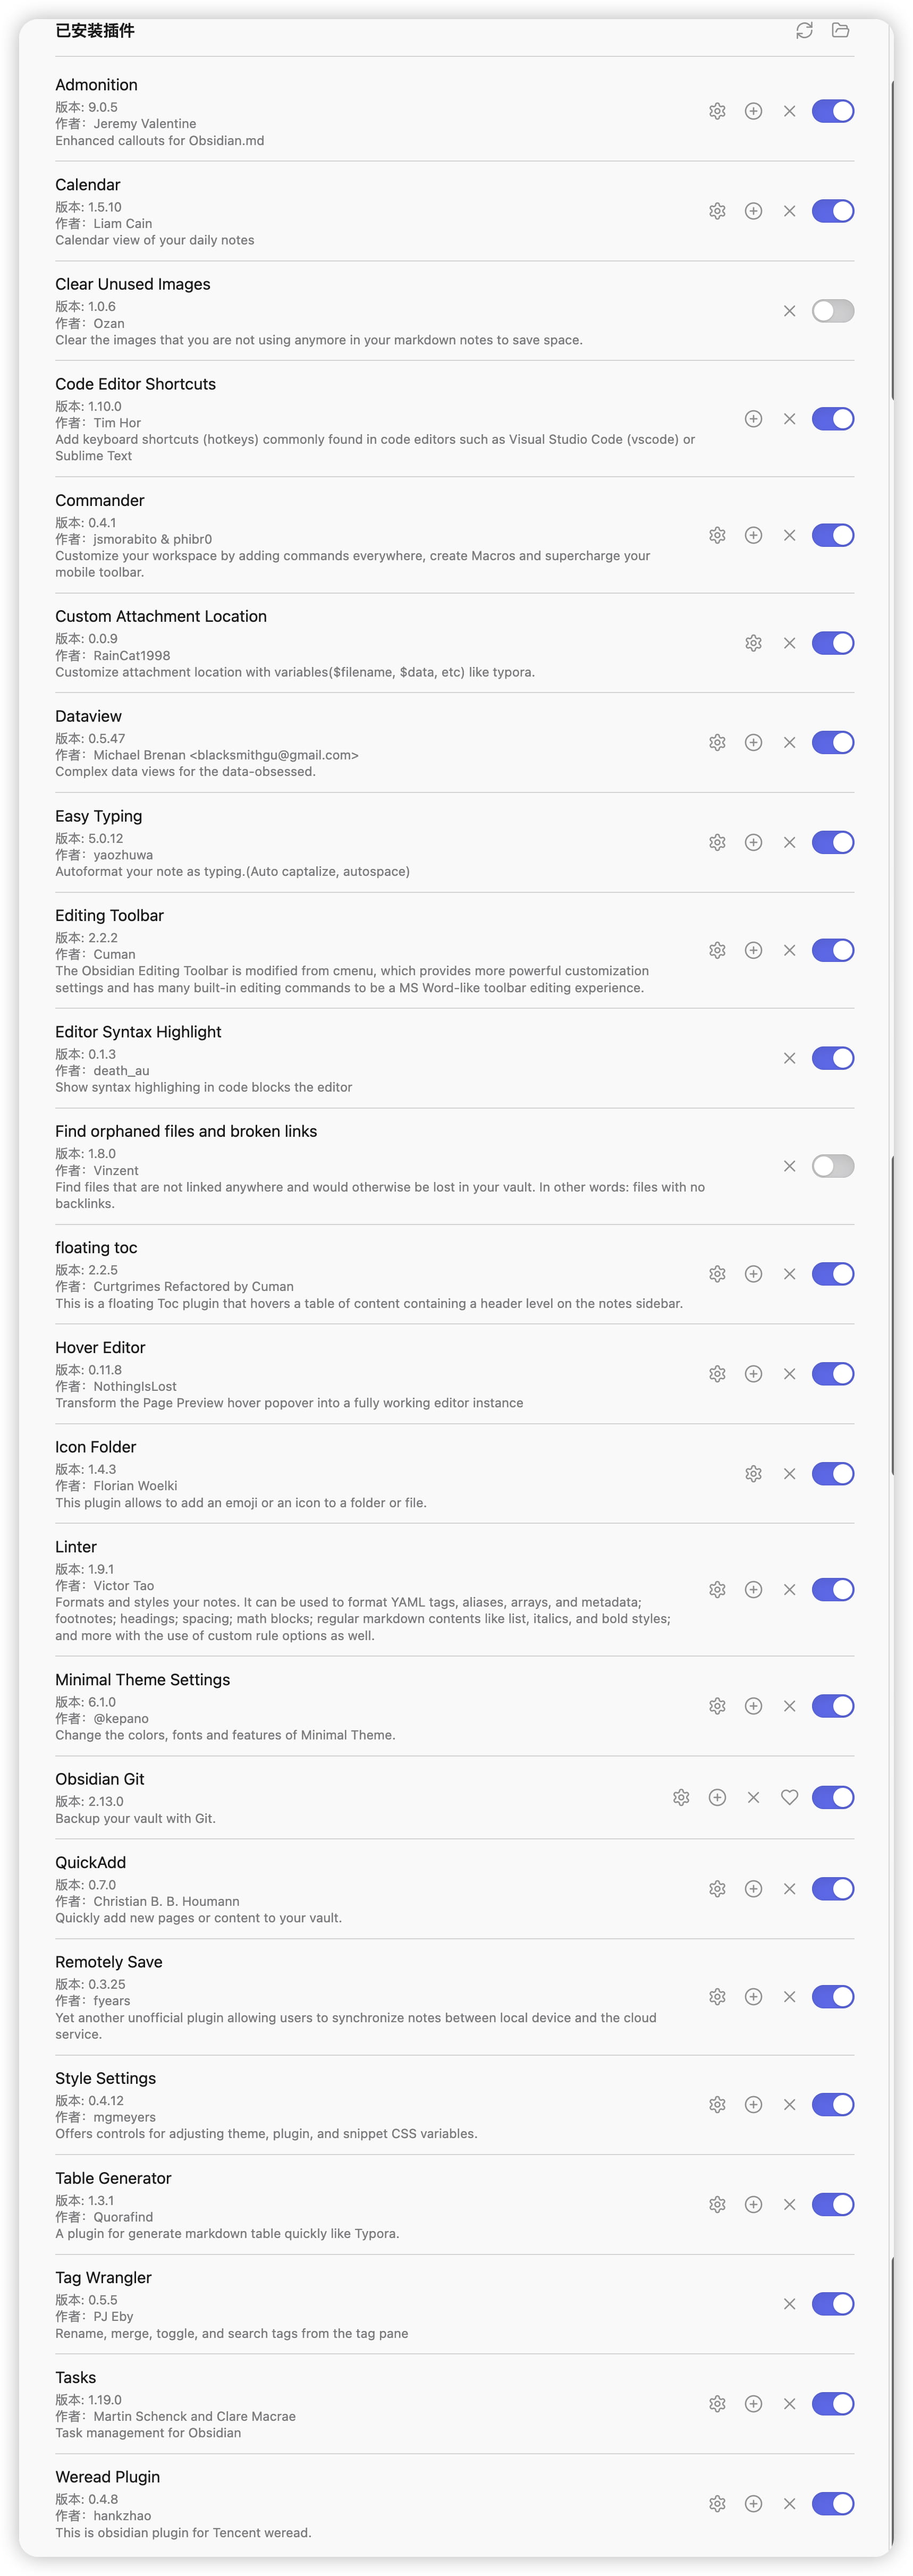 已安装插件
Admonition
版本: 9.0.5
作者：Jeremy Valentine
Enhanced callouts for Obsidian.md
Calendar
版本: 1.5.10
作者：Liam Cain
Calendar view of your daily notes
Clear Unused Images
版本: 1.0.6
作者：Ozan
Clear the images that you are not using anymore in your markdown notes to save space.
Code Editor Shortcuts
版本: 1.10.0
作者：Tim Hor
Add keyboard shortcuts (hotkeys) commonly found in code editors such as Visual Studio Code (vscode) or
Sublime Text
Commander
版本: 0.4.1
作者：jsmorabito & phibr0
Customize your workspace by adding commands everywhere, create Macros and supercharge your
mobile toolbar.
Custom Attachment Location
版本: 0.0.9
作者：RainCat1998
Customize attachment location with variables($filename, $data, etc) like typora.
Dataview
版本: 0.5.47
作者：Michael Brenan <blacksmithgu@gmail.com>
Complex data views for the data-obsessed.
Easy Typing
版本: 5.0.12
作者：yaozhuwa
Autoformat your note as typing.(Auto captalize, autospace)
Editing Toolbar
版本: 2.2.2
作者：Cuman
The Obsidian Editing Toolbar is modified from cmenu, which provides more powerful customization
settings and has many built-in editing commands to be a MS Word-like toolbar editing experience.
Editor Syntax Highlight
版本: 0.1.3
作者：death_au
Show syntax highlighing in code blocks the editor
Find orphaned files and broken links
版本: 1.8.0
作者：Vinzent
Find files that are not linked anywhere and would otherwise be lost in your vault. In other words: files with no
backlinks.
floating toc
版本: 2.2.5
作者：Curtgrimes Refactored by Cuman
This is a floating Toc plugin that hovers a table of content containing a header level on the notes sidebar.
Hover Editor
版本: 0.11.8
作者：NothingIsLost
Transform the Page Preview hover popover into a fully working editor instance
Icon Folder
版本: 1.4.3
作者：Florian Woelki
This plugin allows to add an emoji or an icon to a folder or file.
Linter
版本: 1.9.1
作者：Victor Tao
Formats and styles your notes. It can be used to format YAML tags, aliases, arrays, and metadata;
footnotes; headings; spacing; math blocks; regular markdown contents like list, italics, and bold styles;
and more with the use of custom rule options as well.
Minimal Theme Settings
版本: 6.1.0
作者：@kepano
Change the colors, fonts and features of Minimal Theme.
Obsidian Git
版本: 2.13.0
Backup your vault with Git.
QuickAdd
版本: 0.7.0
作者：Christian B. B. Houmann
Quickly add new pages or content to your vault.
Remotely Save
版本: 0.3.25
作者：fyears
Yet another unofficial plugin allowing users to synchronize notes between local device and the cloud
service.
Style Settings
版本: 0.4.12
作者：mgmeyers
Offers controls for adjusting theme, plugin, and snippet CSS variables.
Table Generator
版本: 1.3.1
作者：Quorafind
A plugin for generate markdown table quickly like Typora.
Tag Wrangler
版本: 0.5.5
作者：PJ Eby
Rename, merge, toggle, and search tags from the tag pane
Tasks
版本: 1.19.0
作者：Martin Schenck and Clare Macrae
Task management for Obsidian
Weread Plugin
版本: 0.4.8
作者：hankzhao
This is obsidian plugin for Tencent weread.